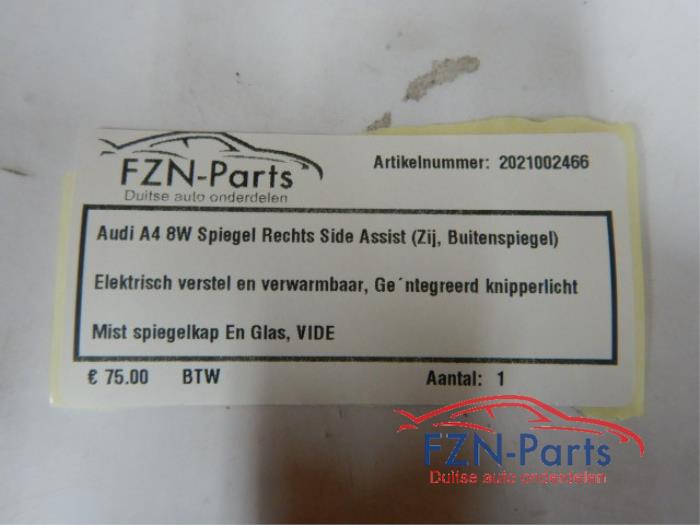 FZN-Parts
Duitse auto onderdelen
Artikelnummer: 2021002466
Audi A4 8W Spiegel Rechts Side Assist (Zij, Buitenspiegel)
Elektrisch verstel en verwarmbaar, Ge´ntegreerd knipperlicht
Mist spiegelkap En Glas, VIDE
€ 75.00 BTW Aantal: 1
FZN-Parts
Duitse auto onderdelen